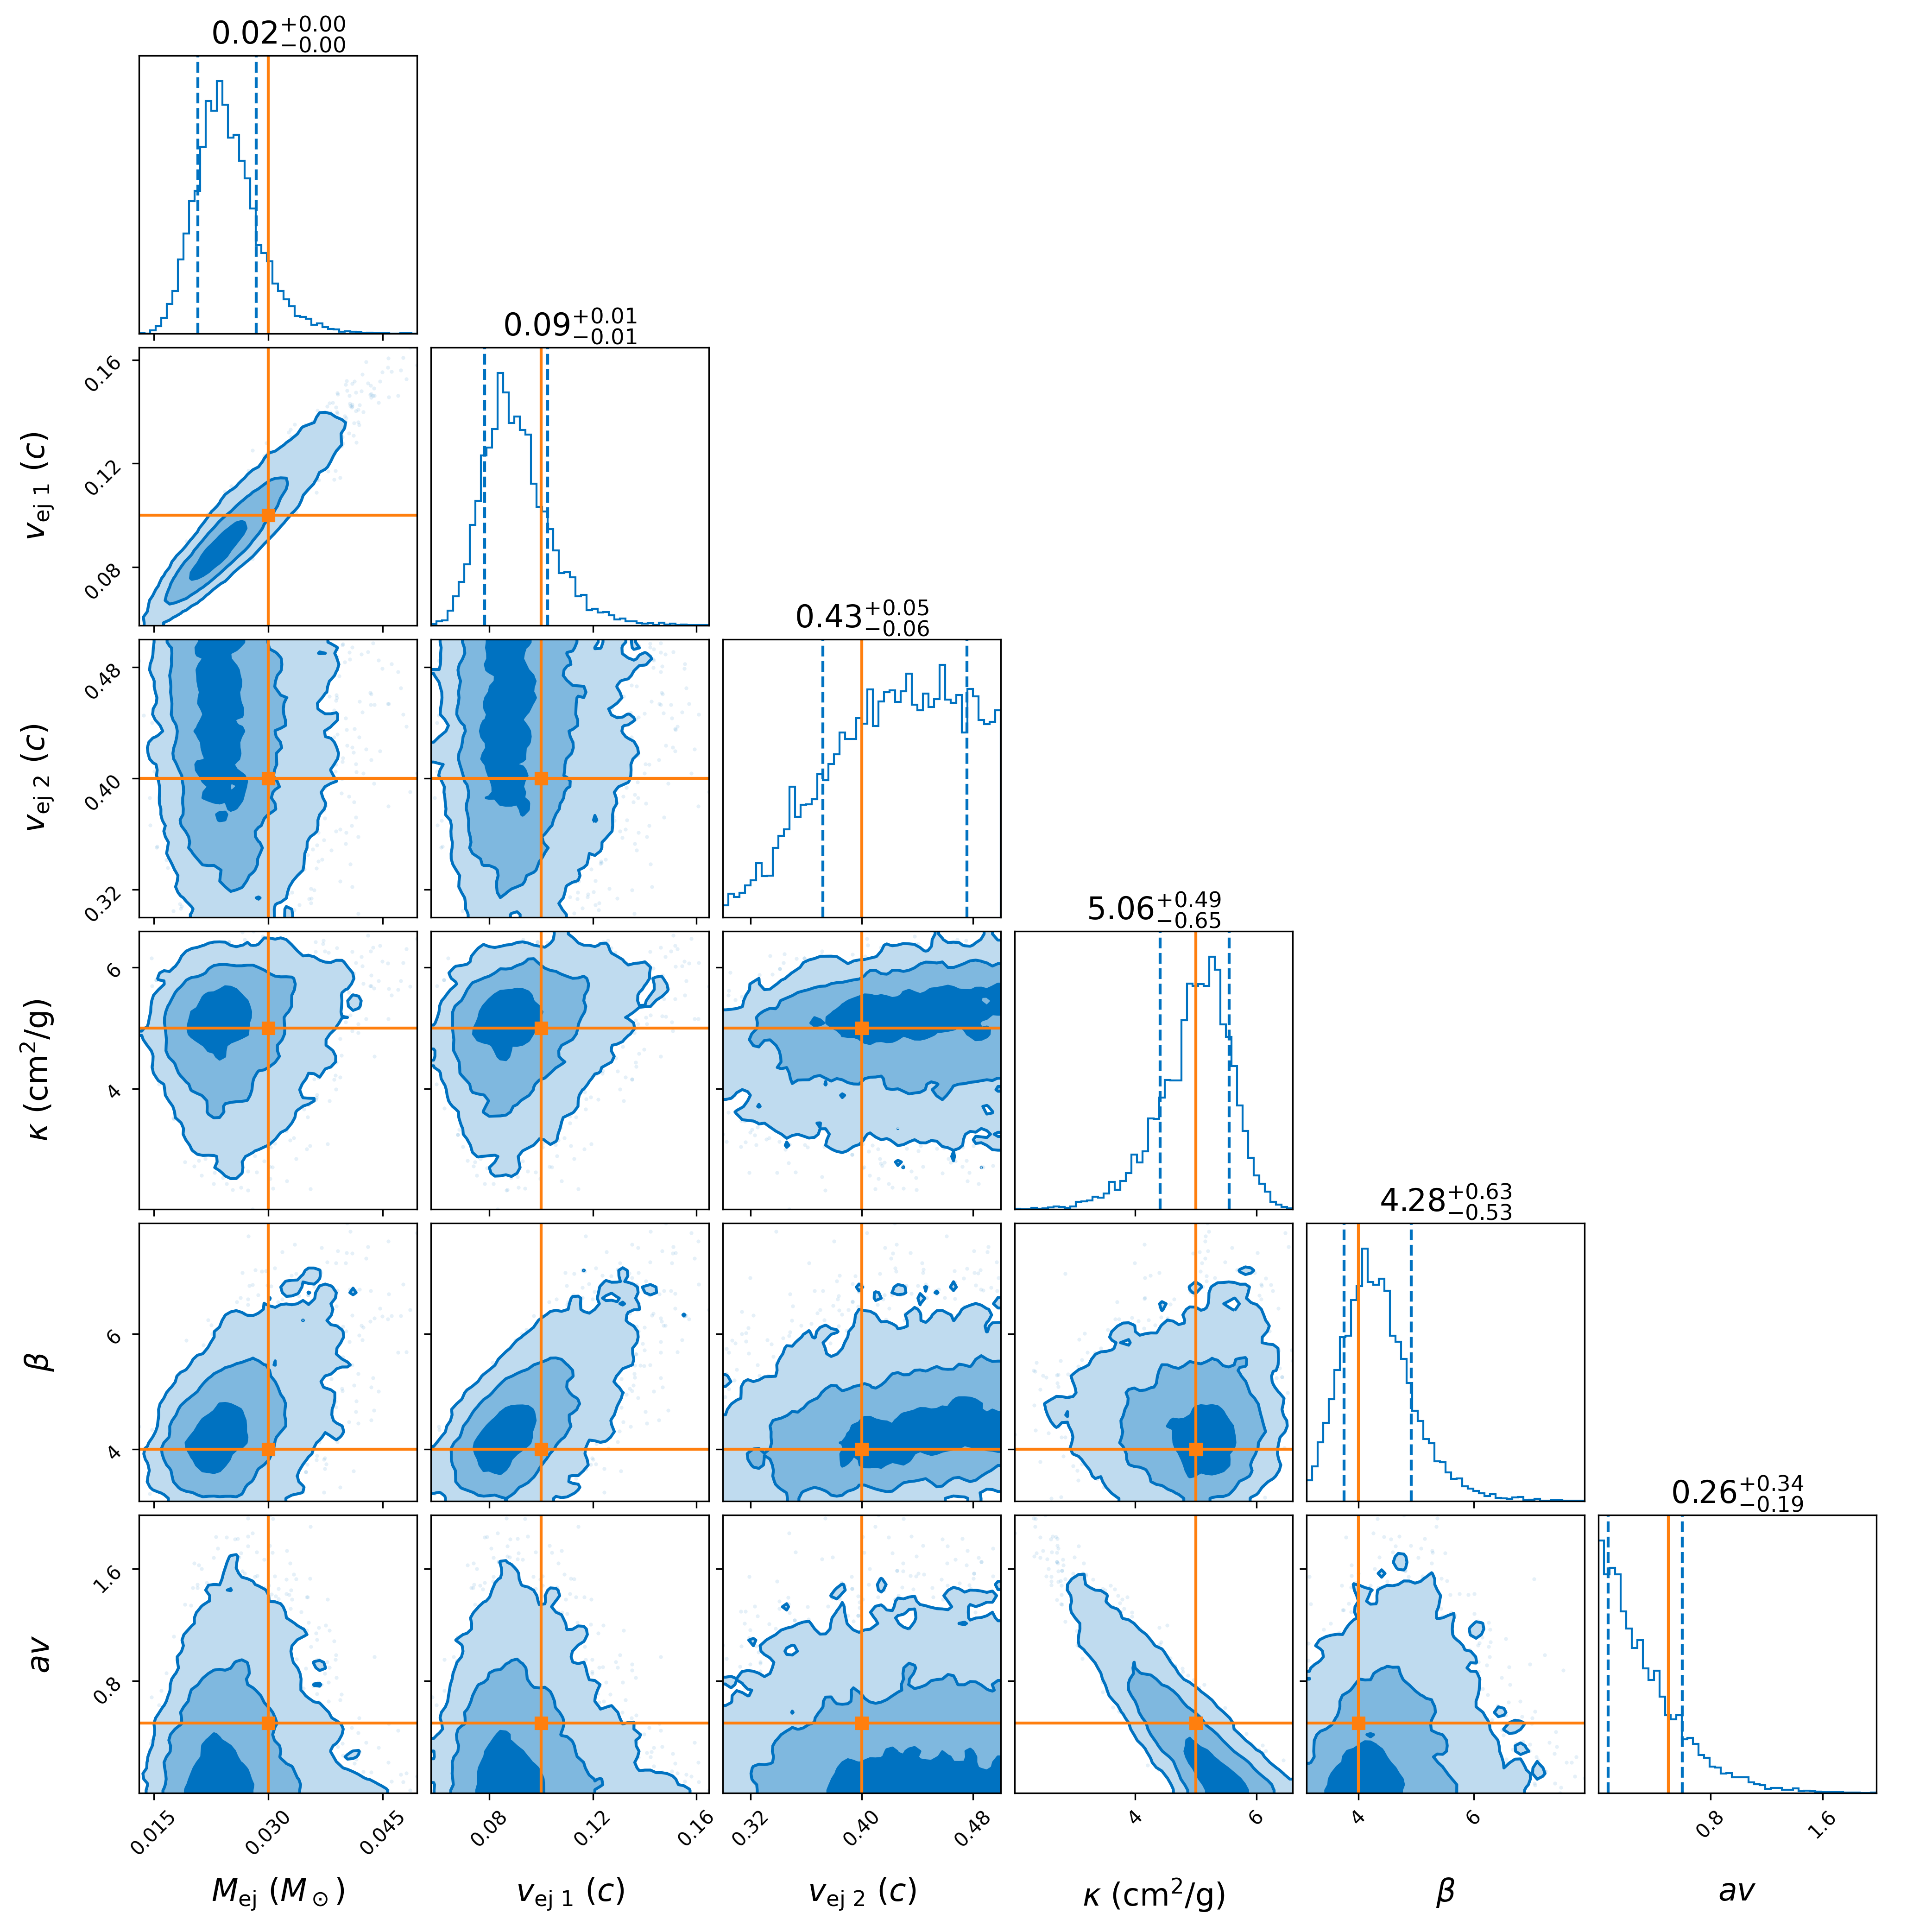 0.02+0.00−0.00
0.09+0.01−0.01
0.16
0.12
0.08
vej 1 (c)
0.43+0.05−0.06
0.48
0.40
0.32
vej 2 (c)
5.06+0.49−0.65
6
4
κ (cm²/g)
4.28+0.63−0.53
6
4
β
0.26+0.34−0.19
1.6
0.8
av
0.015 0.030 0.045 0.08 0.12 0.16 0.32 0.40 0.48 4 6 4 6 0.8 1.6
Mej (M⊙) vej 1 (c) vej 2 (c) κ (cm²/g) β av